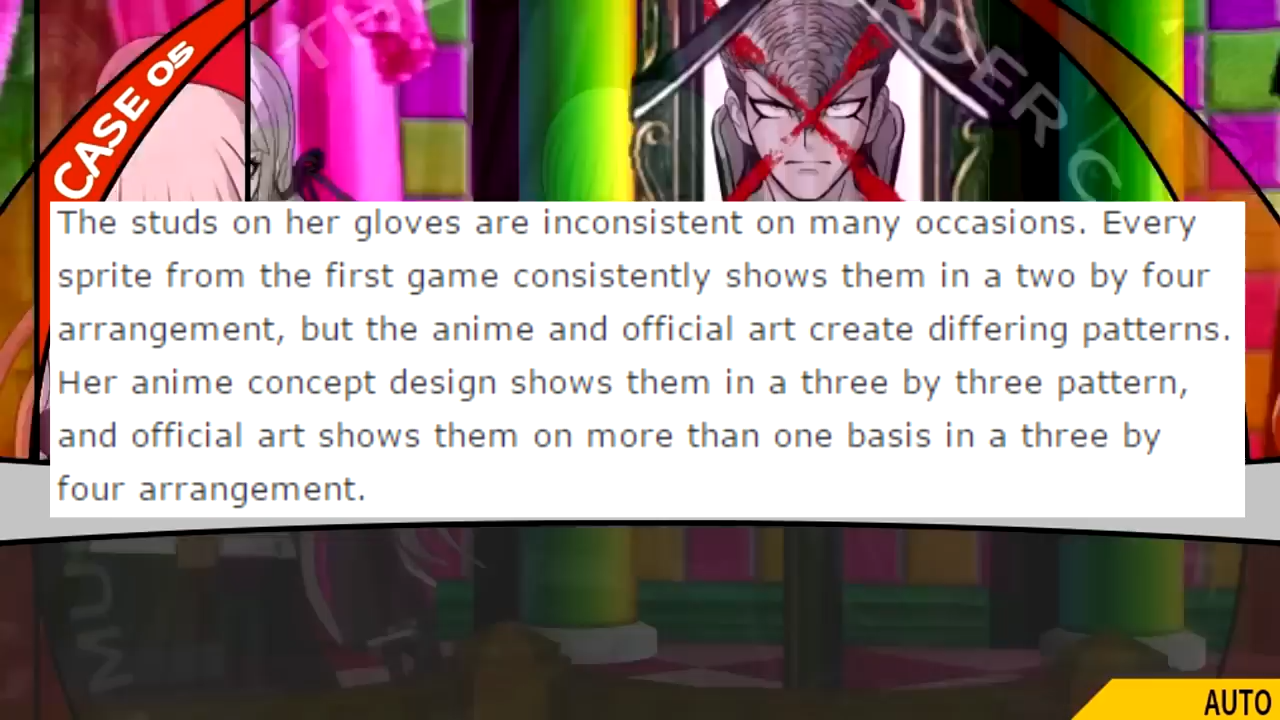 CASE 05
The studs on her gloves are inconsistent on many occasions. Every
sprite from the first game consistently shows them in a two by four
arrangement, but the anime and official art create differing patterns.
Her anime concept design shows them in a three by three pattern,
and official art shows them on more than one basis in a three by
four arrangement.
AUTO